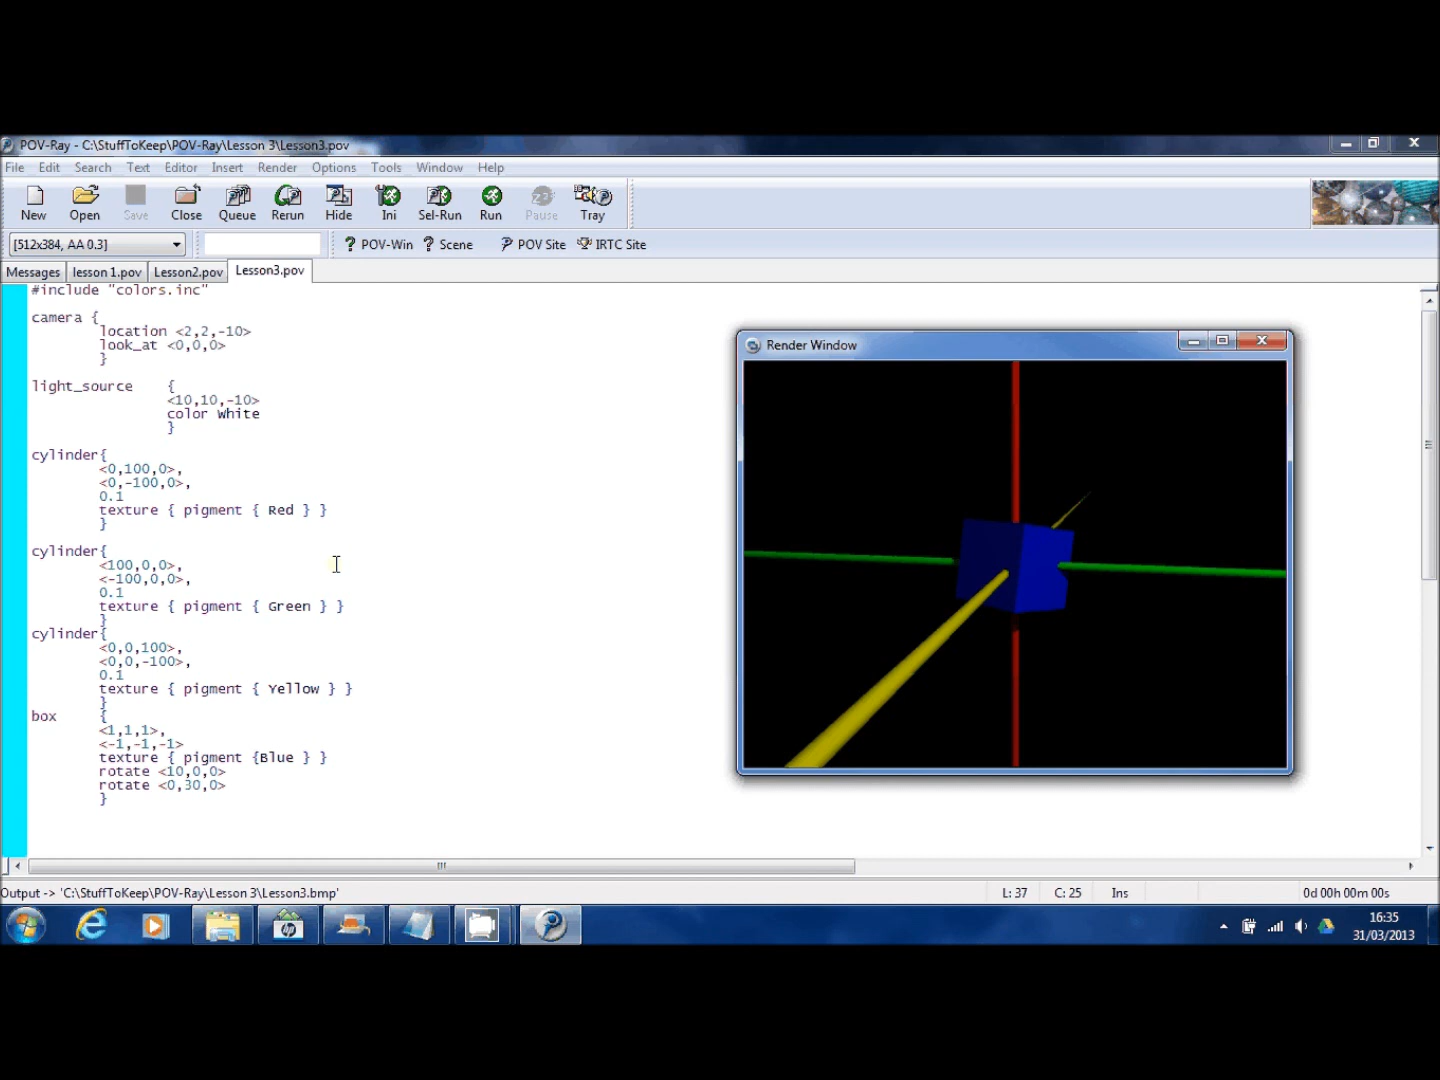 POV-Ray - C:\StuffToKeep\POV-Ray\Lesson 3\Lesson3.pov
File Edit Search Text Editor Insert Render Options Tools Window Help
New Open Save Close Queue Rerun Hide Ini Sel-Run Run Pause Tray
[512x384, AA 0.3] ? POV-Win ? Scene POV Site IRTC Site
Messages lesson 1.pov Lesson2.pov Lesson3.pov
#include "colors.inc"
camera {
location <2,2,-10>
look_at <0,0,0>
}
light_source {
<10,10,-10>
color White
}
cylinder{
<0,100,0>,
<0,-100,0>,
0.1
texture { pigment { Red } }
}
cylinder{
<100,0,0>,
<-100,0,0>,
0.1
texture { pigment { Green } }
}
cylinder{
<0,0,100>,
<0,0,-100>,
0.1
texture { pigment { Yellow } }
}
box {
<1,1,1>,
<-1,-1,-1>
texture { pigment {Blue } }
rotate <10,0,0>
rotate <0,30,0>
}
Render Window
Output -> 'C:\StuffToKeep\POV-Ray\Lesson 3\Lesson3.bmp' L: 37 C: 25 Ins 0d 00h 00m 00s
hp
16:35
31/03/2013